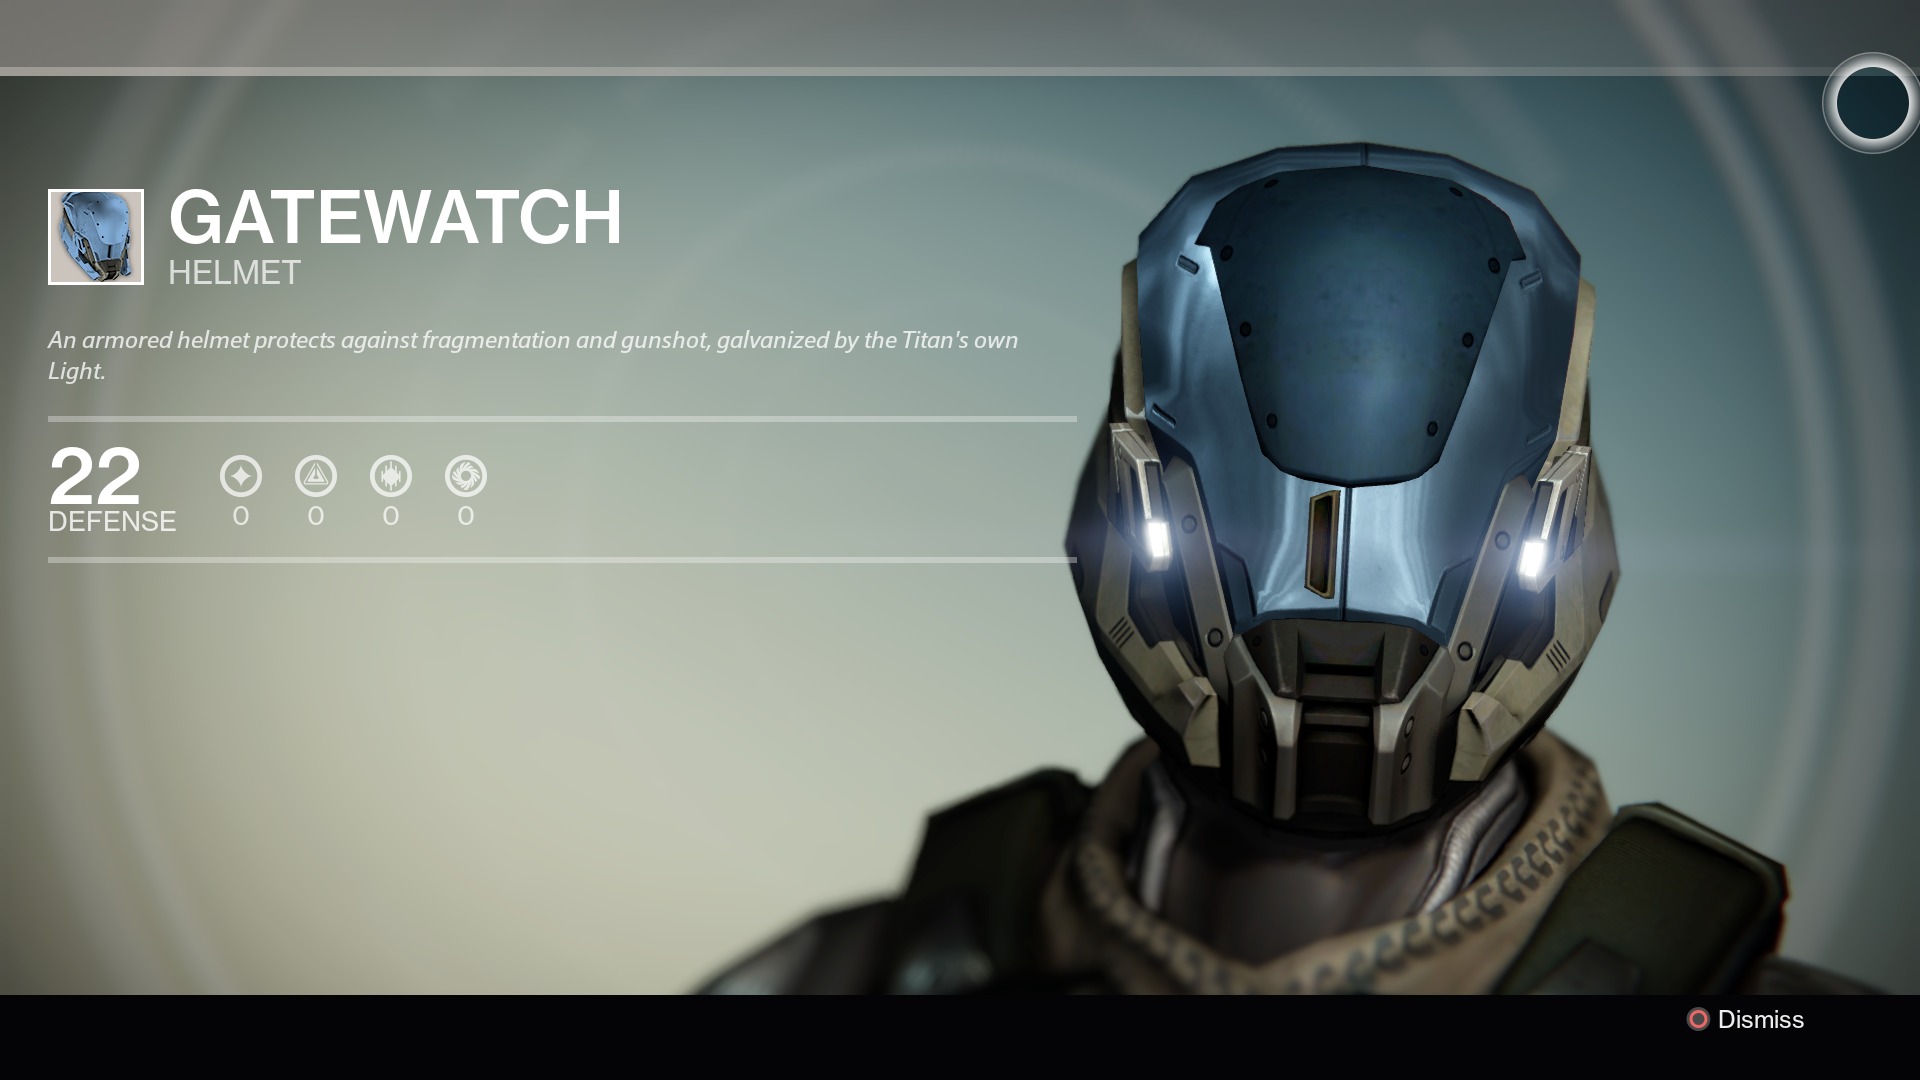 GATEWATCH
HELMET
An armored helmet protects against fragmentation and gunshot, galvanized by the Titan's own
Light.
22
DEFENSE
0 0 0 0
Dismiss